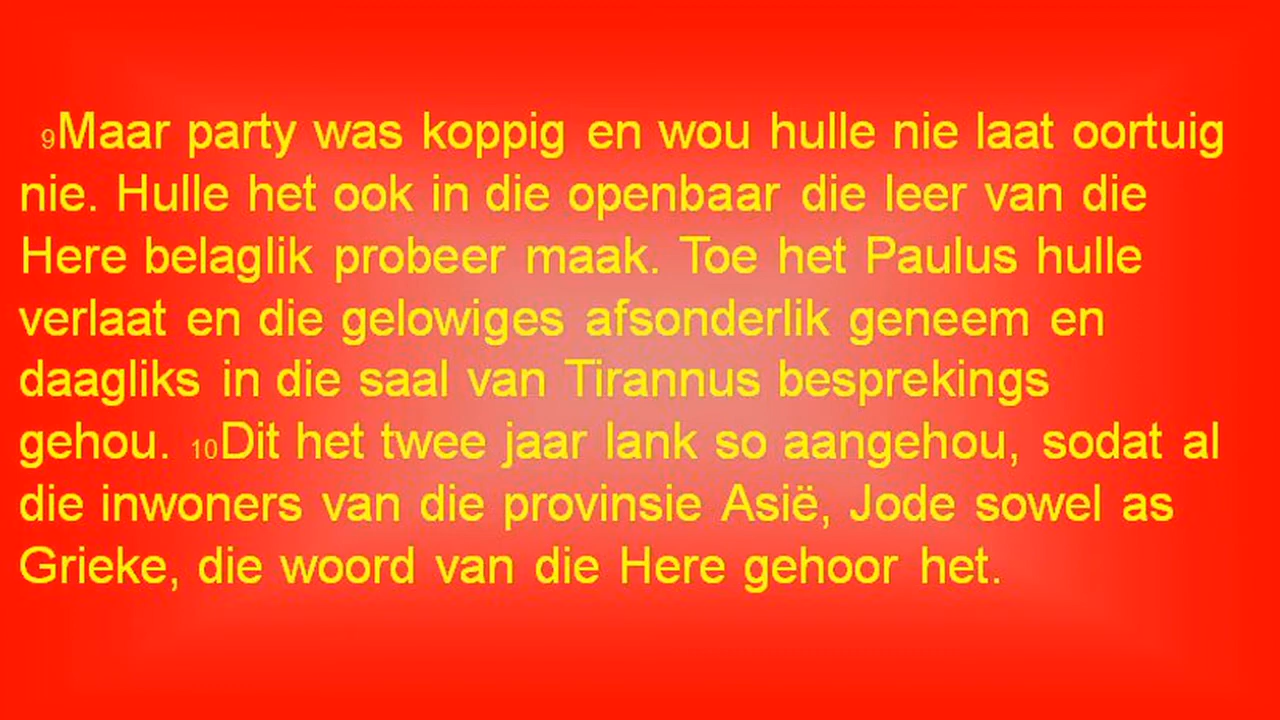 9Maar party was koppig en wou hulle nie laat oortuig
nie. Hulle het ook in die openbaar die leer van die
Here belaglik probeer maak. Toe het Paulus hulle
verlaat en die gelowiges afsonderlik geneem en
daagliks in die saal van Tirannus besprekings
gehou. 10Dit het twee jaar lank so aangehou, sodat al
die inwoners van die provinsie Asië, Jode sowel as
Grieke, die woord van die Here gehoor het.